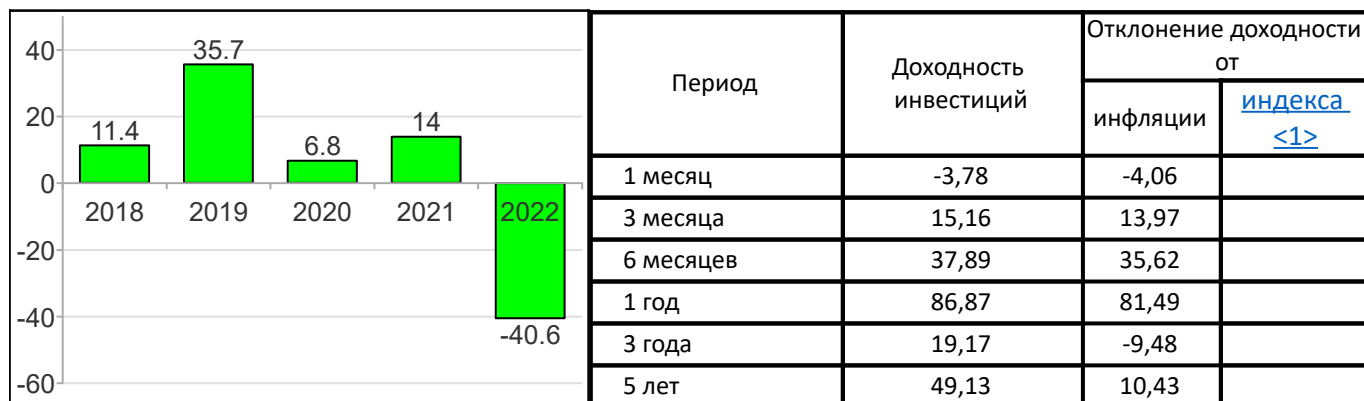 40
20
0
-20
-40
-60
11.4
35.7
6.8
14
-40.6
2018
2019
2020
2021
2022
Период
Доходность
инвестиций
Отклонение доходности
от
инфляции
индекса
<1>
1 месяц -3,78 -4,06
3 месяца 15,16 13,97
6 месяцев 37,89 35,62
1 год 86,87 81,49
3 года 19,17 -9,48
5 лет 49,13 10,43